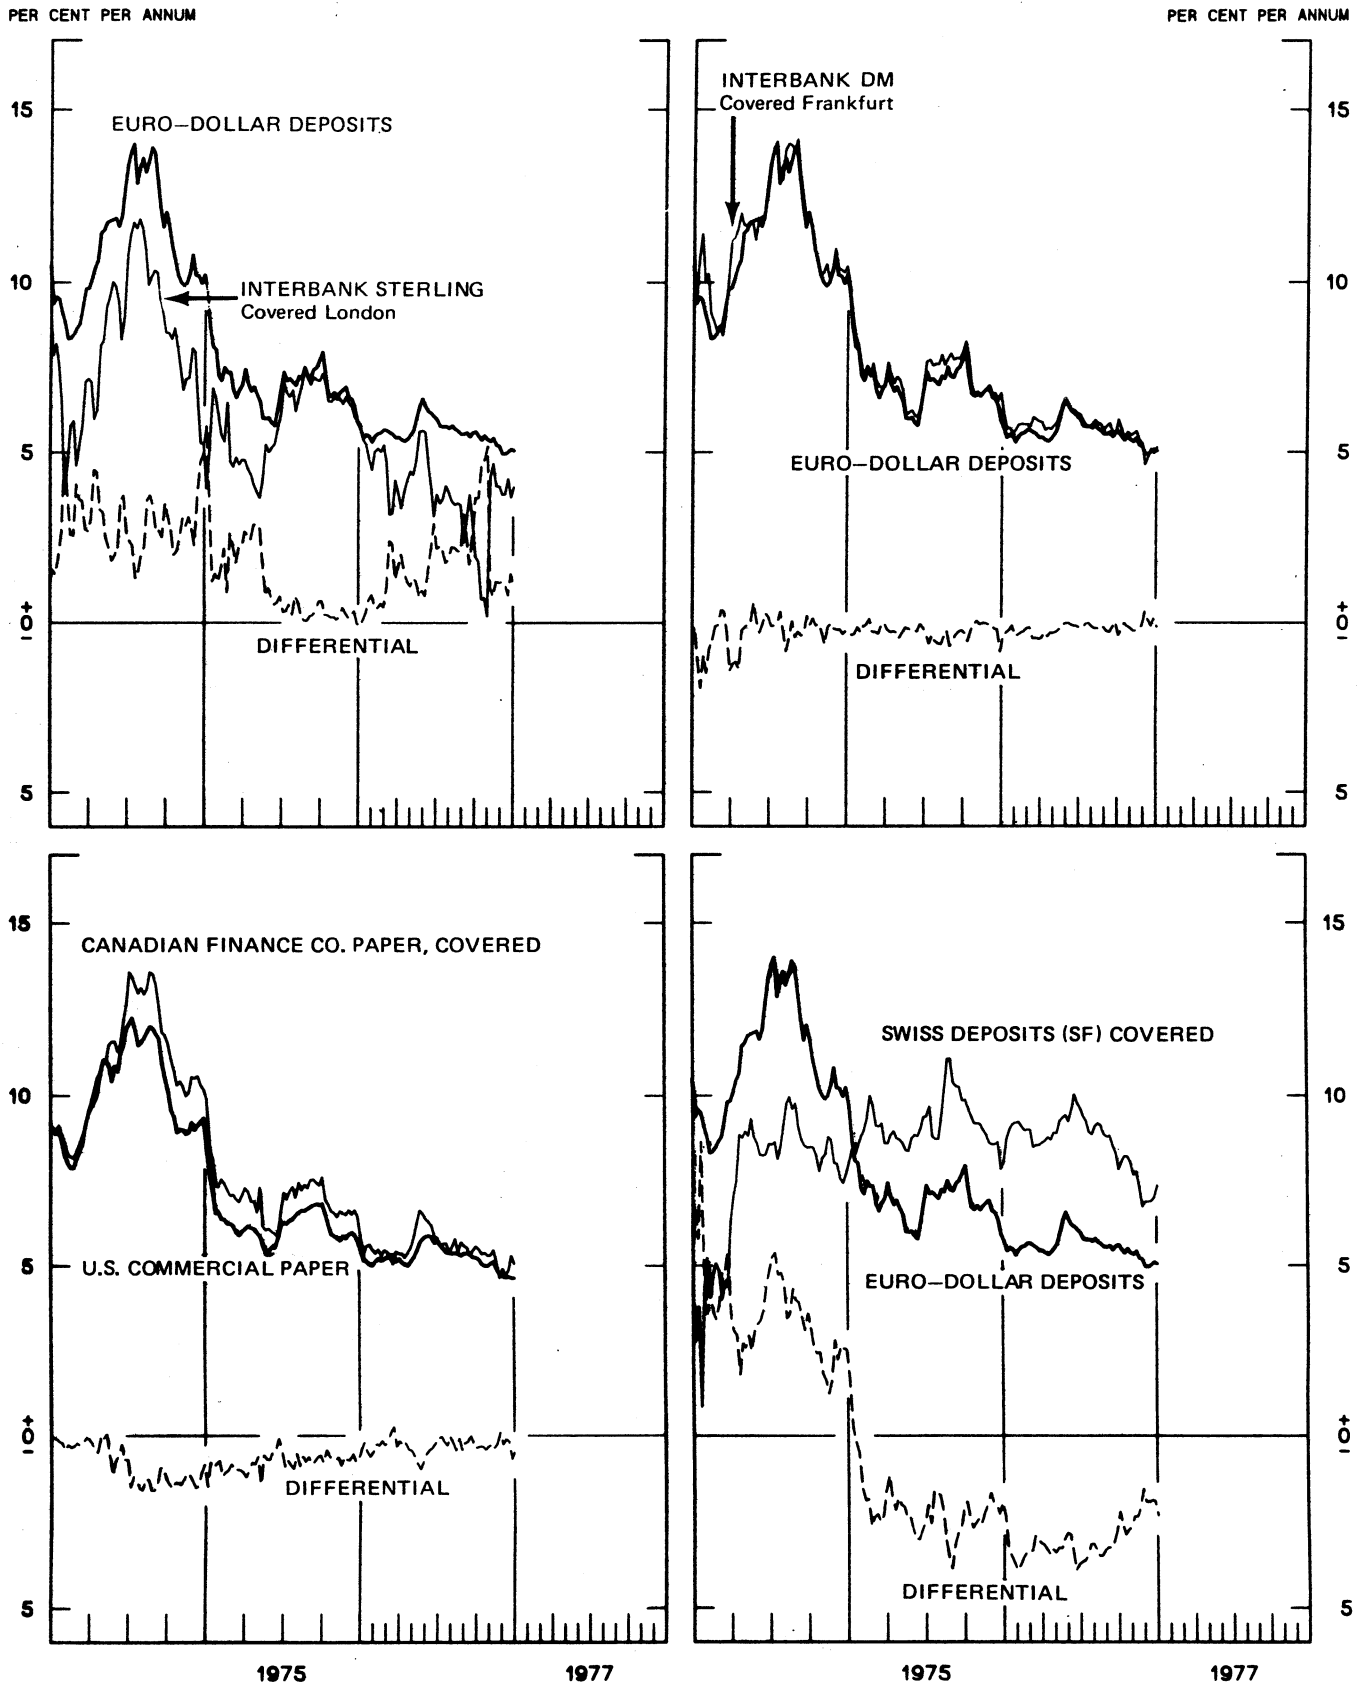 PER CENT PER ANNUM
PER CENT PER ANNUM
15
EURO–DOLLAR DEPOSITS
10
INTERBANK STERLING
Covered London
5
+
0
–
DIFFERENTIAL
5
INTERBANK DM
Covered Frankfurt
15
10
EURO–DOLLAR DEPOSITS
5
+
0
–
DIFFERENTIAL
5
15
CANADIAN FINANCE CO. PAPER, COVERED
10
U.S. COMMERCIAL PAPER
5
+
0
–
DIFFERENTIAL
5
1975
1977
15
SWISS DEPOSITS (SF) COVERED
10
EURO–DOLLAR DEPOSITS
5
+
0
–
DIFFERENTIAL
5
1975
1977